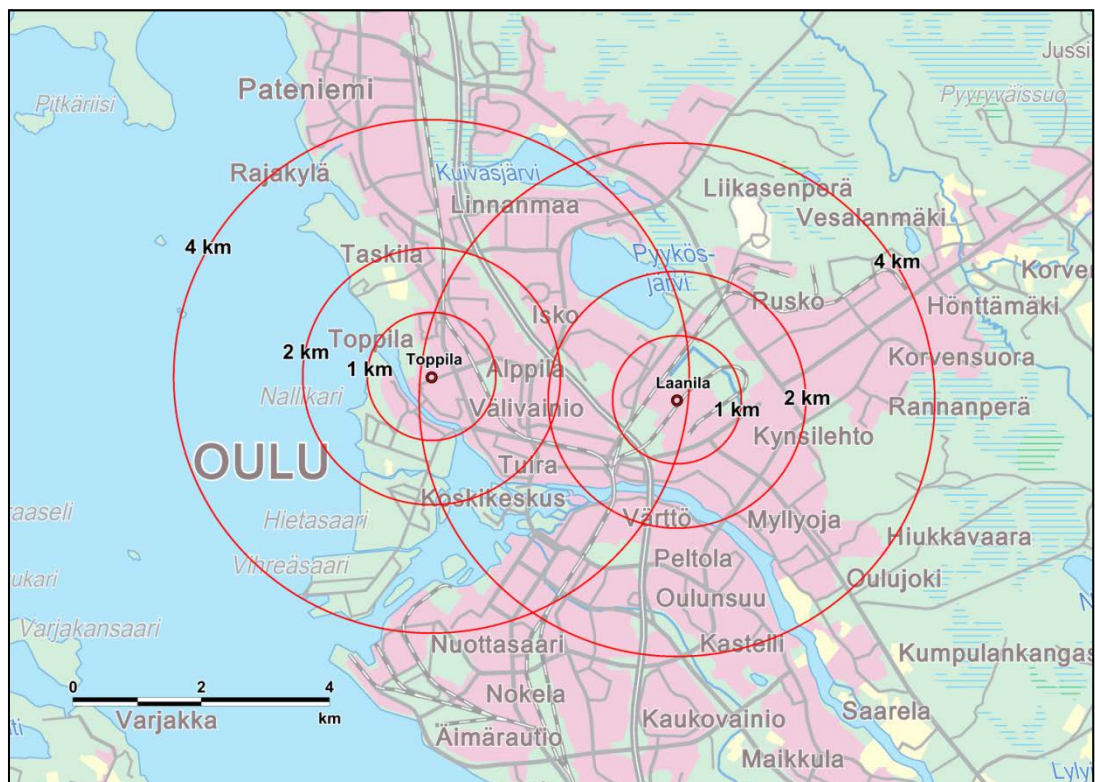 Jussi
Pateniemi
Pitkäriisi
Pyyryväissuo
Rajakylä
Kuivasjärvi
Liikasenperä
Linnanmaa
Vesalanmäki
4 km
Taskila
Pyykös-
järvi
4 km
Korven
Rusko
Hönttämäki
Isko
Toppila
2 km
1 km
Toppila
Alppila
Korvensuora
Laanila
Nallikari
Välivainio
1 km
2 km
Rannanperä
Kynsilehto
OULU
Tuira
Koskikeskus
Hietasaari
Värttö
Myllyoja
Hiukkavaara
aaseli
Vihreäsaari
Peltola
ukari
Oulujoki
Oulunsuu
Varjakansaari
Nuottasaari
Kastelli
Kumpulankangas
0 2 4
km
Nokela
Varjakka
Kaukovainio
Saarela
Äimärautio
Maikkula
Lylyj